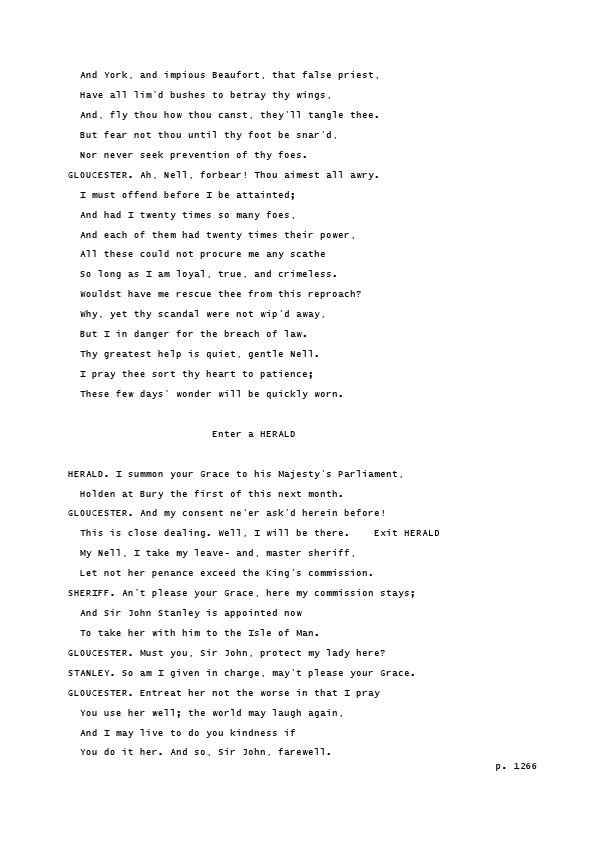 And York, and impious Beaufort, that false priest,
Have all lim'd bushes to betray thy wings,
And, fly thou how thou canst, they'll tangle thee.
But fear not thou until thy foot be snar'd,
Nor never seek prevention of thy foes.
GLOUCESTER. Ah, Nell, forbear! Thou aimest all awry.
I must offend before I be attainted;
And had I twenty times so many foes,
And each of them had twenty times their power,
All these could not procure me any scathe
So long as I am loyal, true, and crimeless.
Wouldst have me rescue thee from this reproach?
Why, yet thy scandal were not wip'd away,
But I in danger for the breach of law.
Thy greatest help is quiet, gentle Nell.
I pray thee sort thy heart to patience;
These few days' wonder will be quickly worn.
Enter a HERALD
HERALD. I summon your Grace to his Majesty's Parliament,
Holden at Bury the first of this next month.
GLOUCESTER. And my consent ne'er ask'd herein before!
This is close dealing. Well, I will be there.    Exit HERALD
My Nell, I take my leave- and, master sheriff,
Let not her penance exceed the King's commission.
SHERIFF. An't please your Grace, here my commission stays;
And Sir John Stanley is appointed now
To take her with him to the Isle of Man.
GLOUCESTER. Must you, Sir John, protect my lady here?
STANLEY. So am I given in charge, may't please your Grace.
GLOUCESTER. Entreat her not the worse in that I pray
You use her well; the world may laugh again,
And I may live to do you kindness if
You do it her. And so, Sir John, farewell.
p. 1266